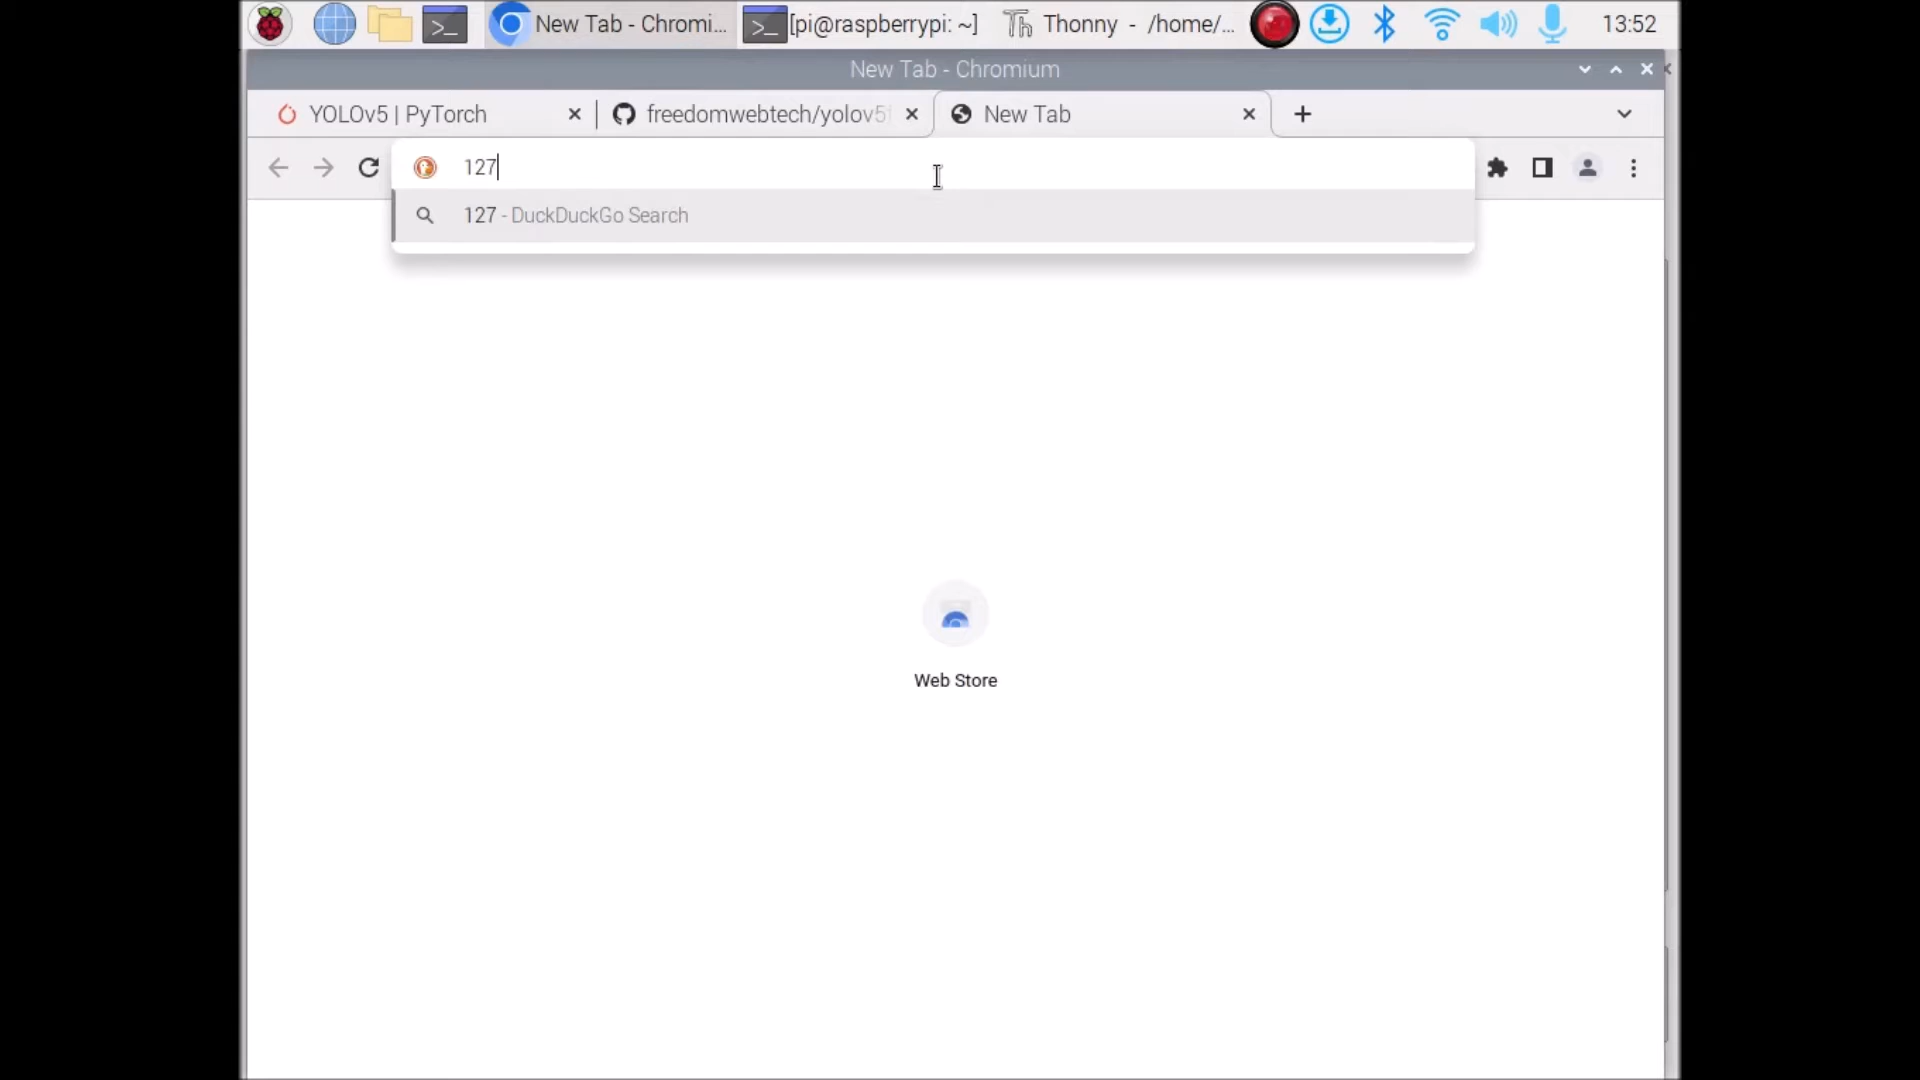 New Tab - Chromi...
[pi@raspberrypi: ~]
Th Thonny - /home/...
13:52
New Tab - Chromium
YOLOv5 | PyTorch
freedomwebtech/yolov5
New Tab
127
127 - DuckDuckGo Search
Web Store